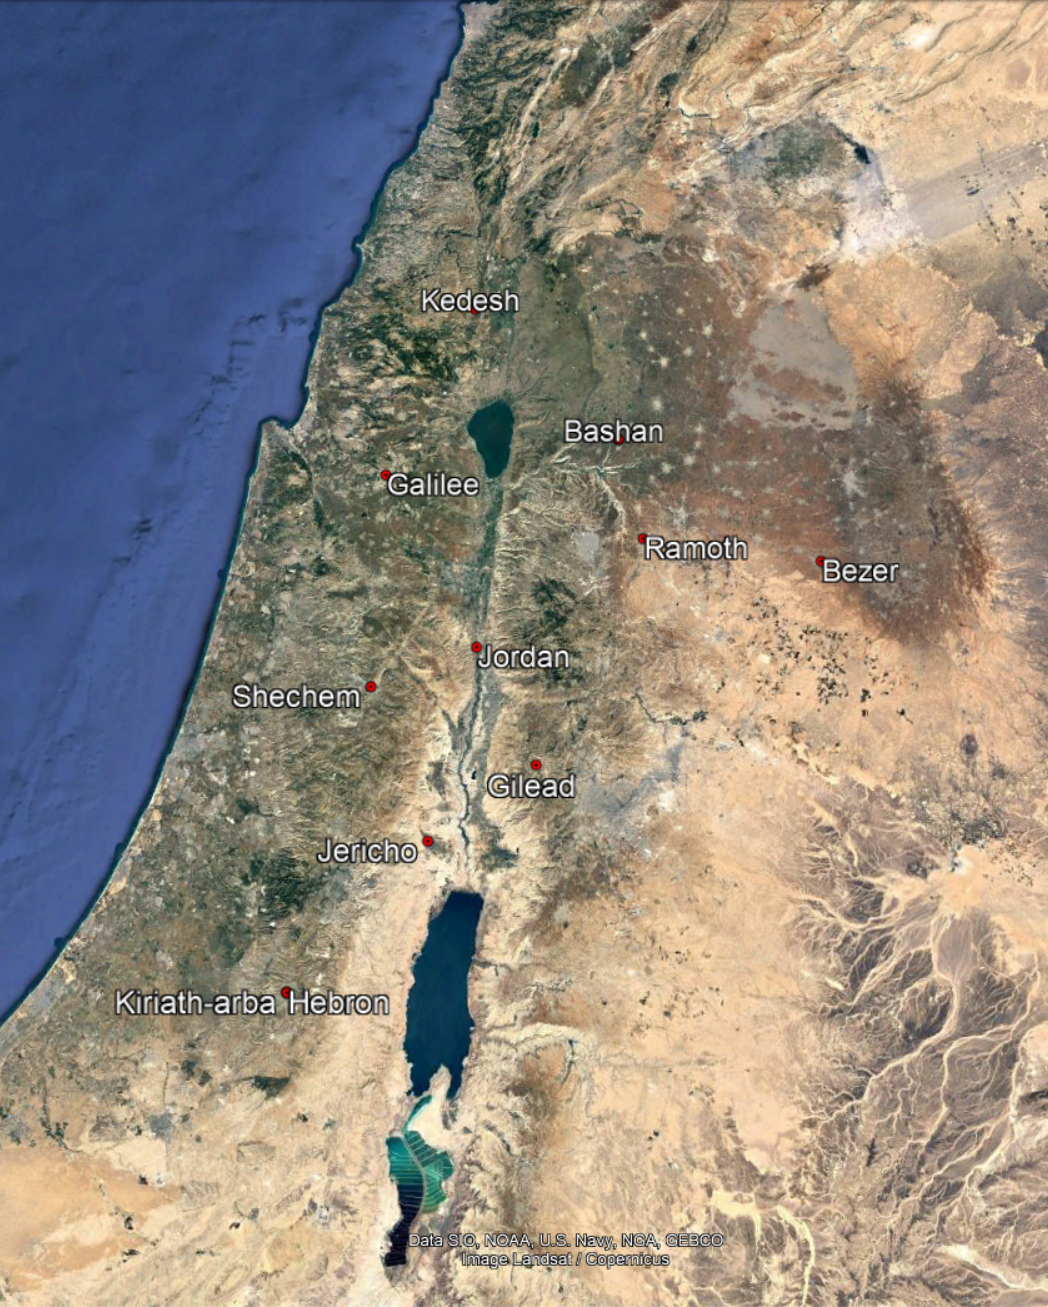 Kedesh
Bashan
Galilee
Ramoth
Bezer
Jordan
Shechem
Gilead
Jericho
Kiriath-arba Hebron
Data SIO, NOAA, U.S. Navy, NGA, GEBCO
Image Landsat / Copernicus